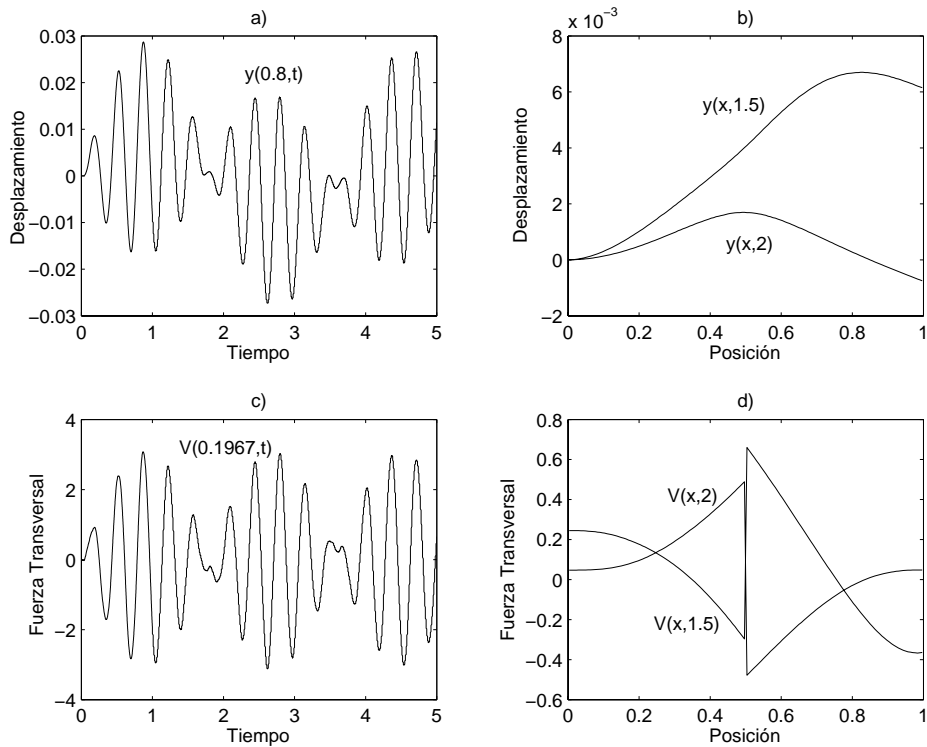 a)
0.03
0.02
0.01
0
−0.01
−0.02
−0.03
Desplazamiento
y(0.8,t)
0 1 2 3 4 5
Tiempo
b)
x 10−3
8
6
4
2
0
−2
Desplazamiento
y(x,1.5)
y(x,2)
0 0.2 0.4 0.6 0.8 1
Posición
c)
4
2
0
−2
−4
Fuerza Transversal
V(0.1967,t)
0 1 2 3 4 5
Tiempo
d)
0.8
0.6
0.4
0.2
0
−0.2
−0.4
−0.6
Fuerza Transversal
V(x,2)
V(x,1.5)
0 0.2 0.4 0.6 0.8 1
Posición